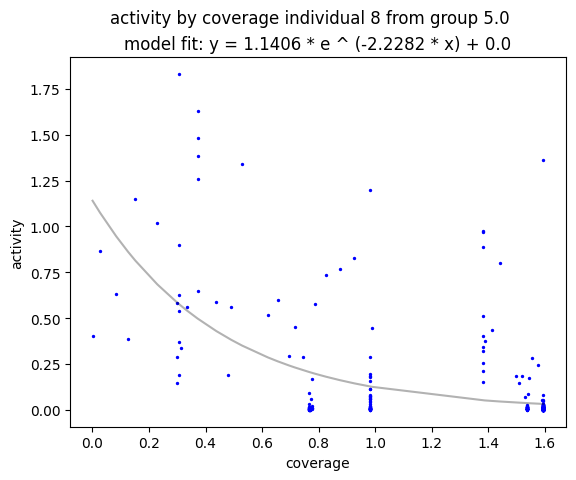 activity by coverage individual 8 from group 5.0
model fit: y = 1.1406 * e ^ (-2.2282 * x) + 0.0
1.75
1.50
1.25
1.00
0.75
0.50
0.25
0.00
activity
0.0 0.2 0.4 0.6 0.8 1.0 1.2 1.4 1.6
coverage